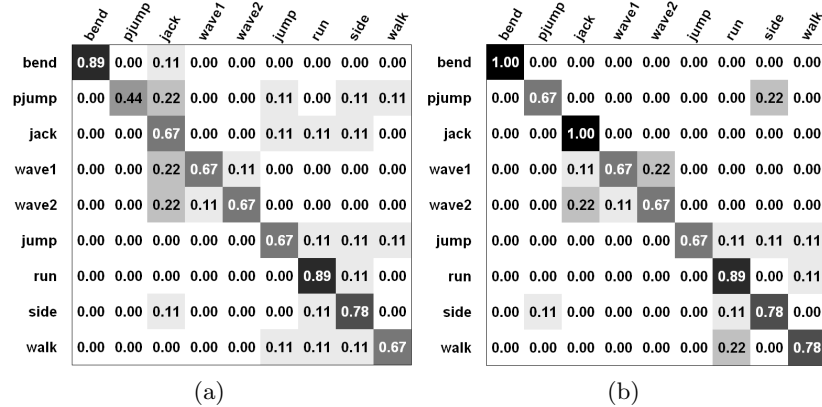 bend pjump jack wave1 wave2 jump run side walk
bend 0.89 0.00 0.11 0.00 0.00 0.00 0.00 0.00 0.00
pjump 0.00 0.44 0.22 0.00 0.00 0.11 0.00 0.11 0.11
jack 0.00 0.00 0.67 0.00 0.00 0.11 0.11 0.11 0.00
wave1 0.00 0.00 0.22 0.67 0.11 0.00 0.00 0.00 0.00
wave2 0.00 0.00 0.22 0.11 0.67 0.00 0.00 0.00 0.00
jump 0.00 0.00 0.00 0.00 0.00 0.67 0.11 0.11 0.11
run 0.00 0.00 0.00 0.00 0.00 0.00 0.89 0.11 0.00
side 0.00 0.00 0.11 0.00 0.00 0.00 0.11 0.78 0.00
walk 0.00 0.00 0.00 0.00 0.00 0.11 0.11 0.11 0.67
(a)
bend pjump jack wave1 wave2 jump run side walk
bend 1.00 0.00 0.00 0.00 0.00 0.00 0.00 0.00 0.00
pjump 0.00 0.67 0.00 0.00 0.00 0.00 0.00 0.22 0.00
jack 0.00 0.00 1.00 0.00 0.00 0.00 0.00 0.00 0.00
wave1 0.00 0.00 0.11 0.67 0.22 0.00 0.00 0.00 0.00
wave2 0.00 0.00 0.22 0.11 0.67 0.00 0.00 0.00 0.00
jump 0.00 0.00 0.00 0.00 0.00 0.67 0.11 0.11 0.11
run 0.00 0.00 0.00 0.00 0.00 0.00 0.89 0.00 0.11
side 0.00 0.11 0.00 0.00 0.00 0.00 0.11 0.78 0.00
walk 0.00 0.00 0.00 0.00 0.00 0.00 0.22 0.00 0.78
(b)